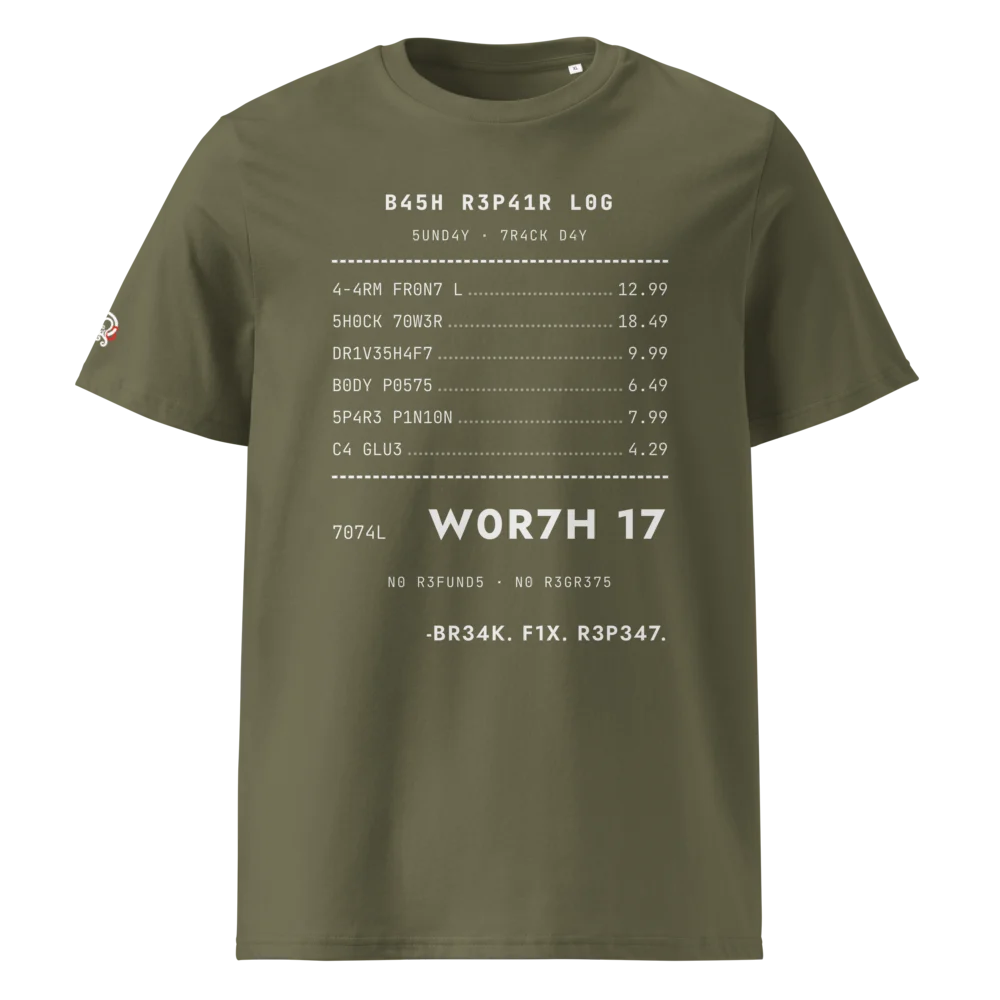 B45H R3P41R L0G
5UND4Y · 7R4CK D4Y
4-4RM FR0N7 L 12.99
5H0CK 70W3R 18.49
DR1V35H4F7 9.99
B0DY P0575 6.49
5P4R3 P1N10N 7.99
C4 GLU3 4.29
7074L W0R7H 17
N0 R3FUND5 · N0 R3GR375
-BR34K. F1X. R3P347.